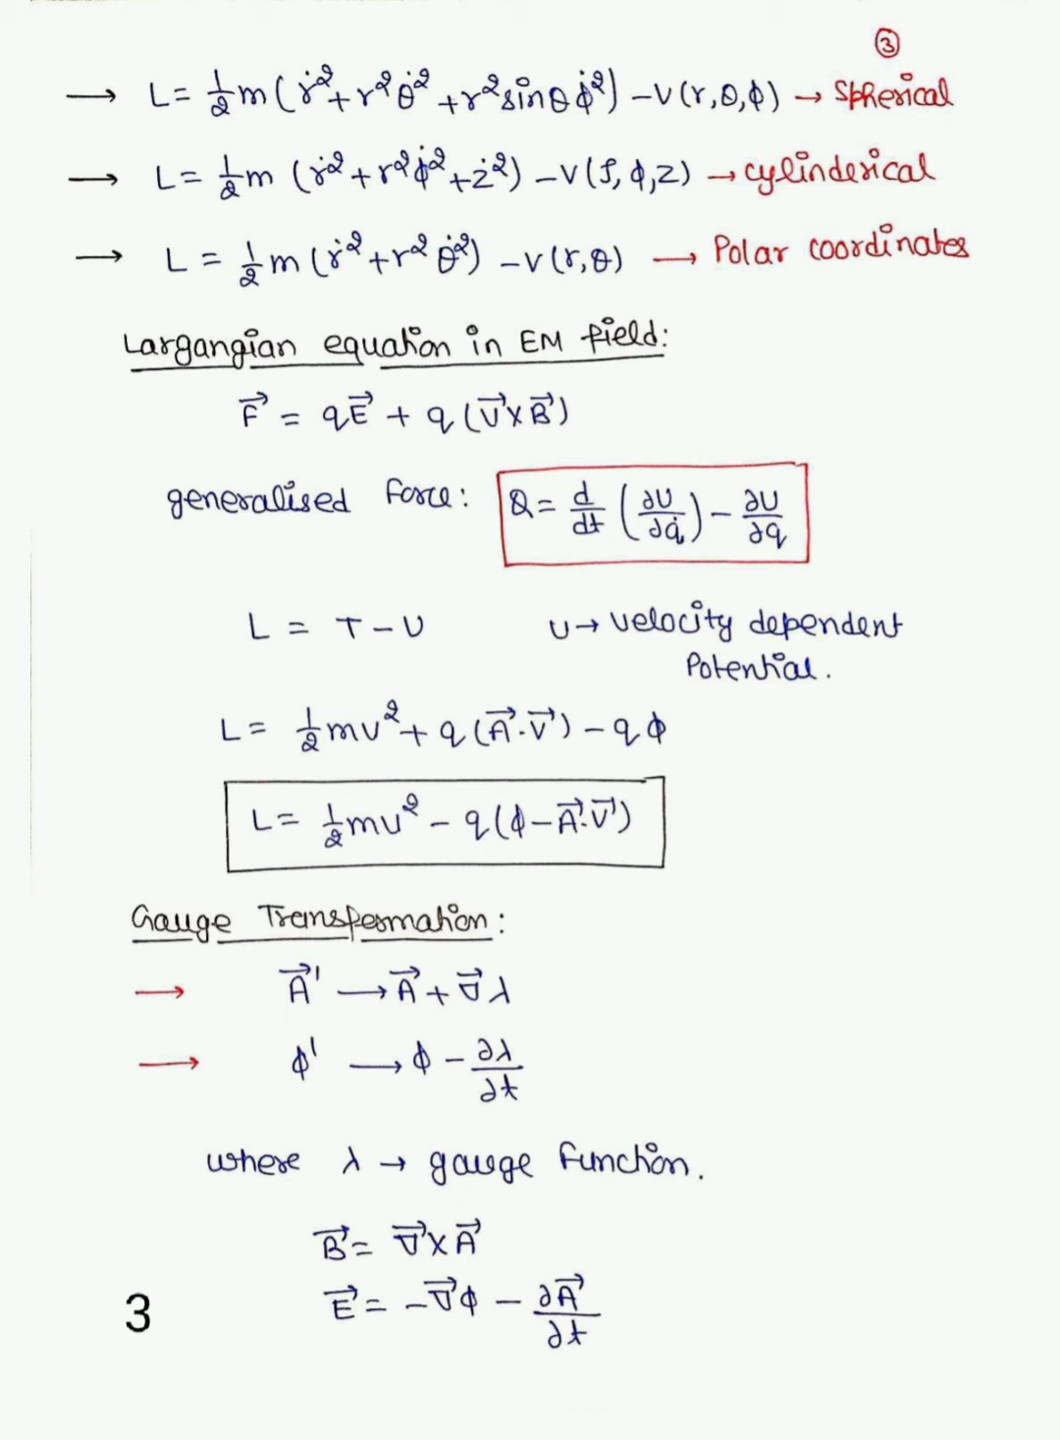 ③
→ L = ½m(ṙ² + r²θ̇² + r²sinθ φ̇²) – V(r,θ,ϕ) → Spherical
→ L = ½m (ṙ² + r²ϕ̇² + ż²) – V(ρ, ϕ, z) → cylinderical
→ L = ½m (ṙ² + r² θ̇²) – V(r,θ) → Polar coordinates
Largangian equation in EM field:
F⃗ = qE⃗ + q (V⃗×B⃗)
generalised force: Q = d/dt (∂U/∂q̇) – ∂U/∂q
L = T – U U → velocity dependent
Potential.
L = ½mv² + q(A⃗·V⃗) – qϕ
L = ½mv² – q(ϕ – A⃗·V⃗)
Gauge Transformation:
→ A⃗' → A⃗ + ∇⃗λ
→ ϕ' → ϕ – ∂λ/∂t
where λ → gauge function.
B⃗ = ∇⃗×A⃗
3 E⃗ = –∇⃗ϕ – ∂A⃗/∂t